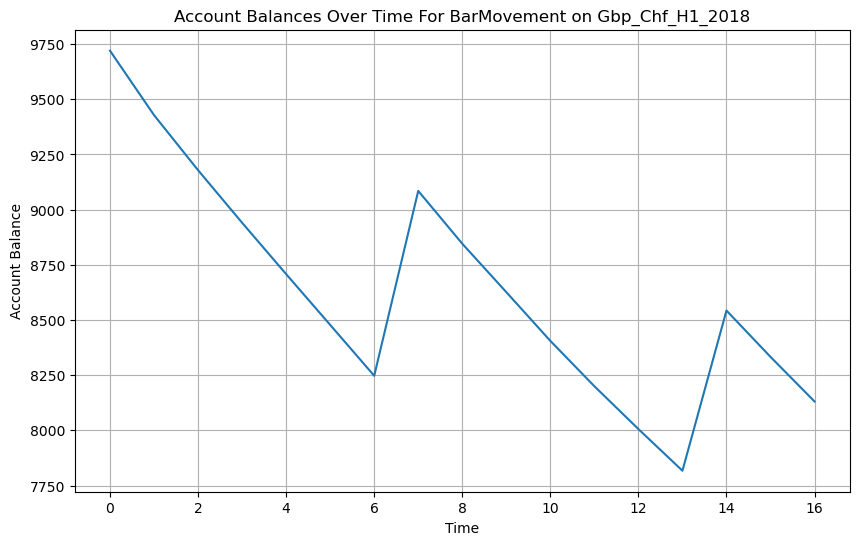 Account Balances Over Time For BarMovement on Gbp_Chf_H1_2018
9750
9500
9250
9000
8750
8500
8250
8000
7750
Account Balance
0 2 4 6 8 10 12 14 16
Time